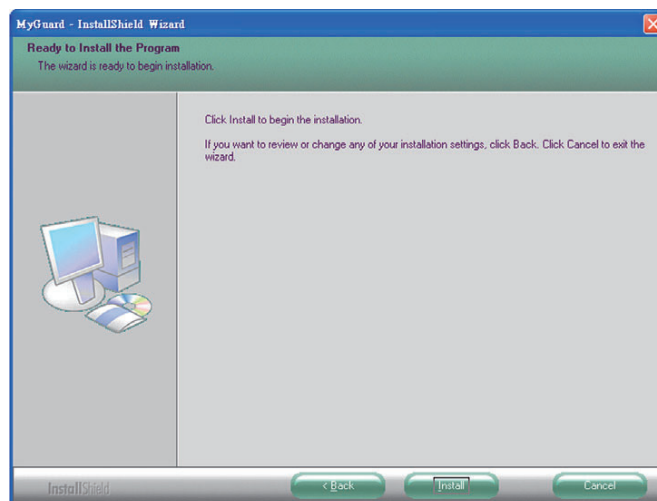 MyGuard - InstallShield Wizard
Ready to Install the Program
The wizard is ready to begin installation.
Click Install to begin the installation.
If you want to review or change any of your installation settings, click Back. Click Cancel to exit the
wizard.
InstallShield
< Back
Install
Cancel